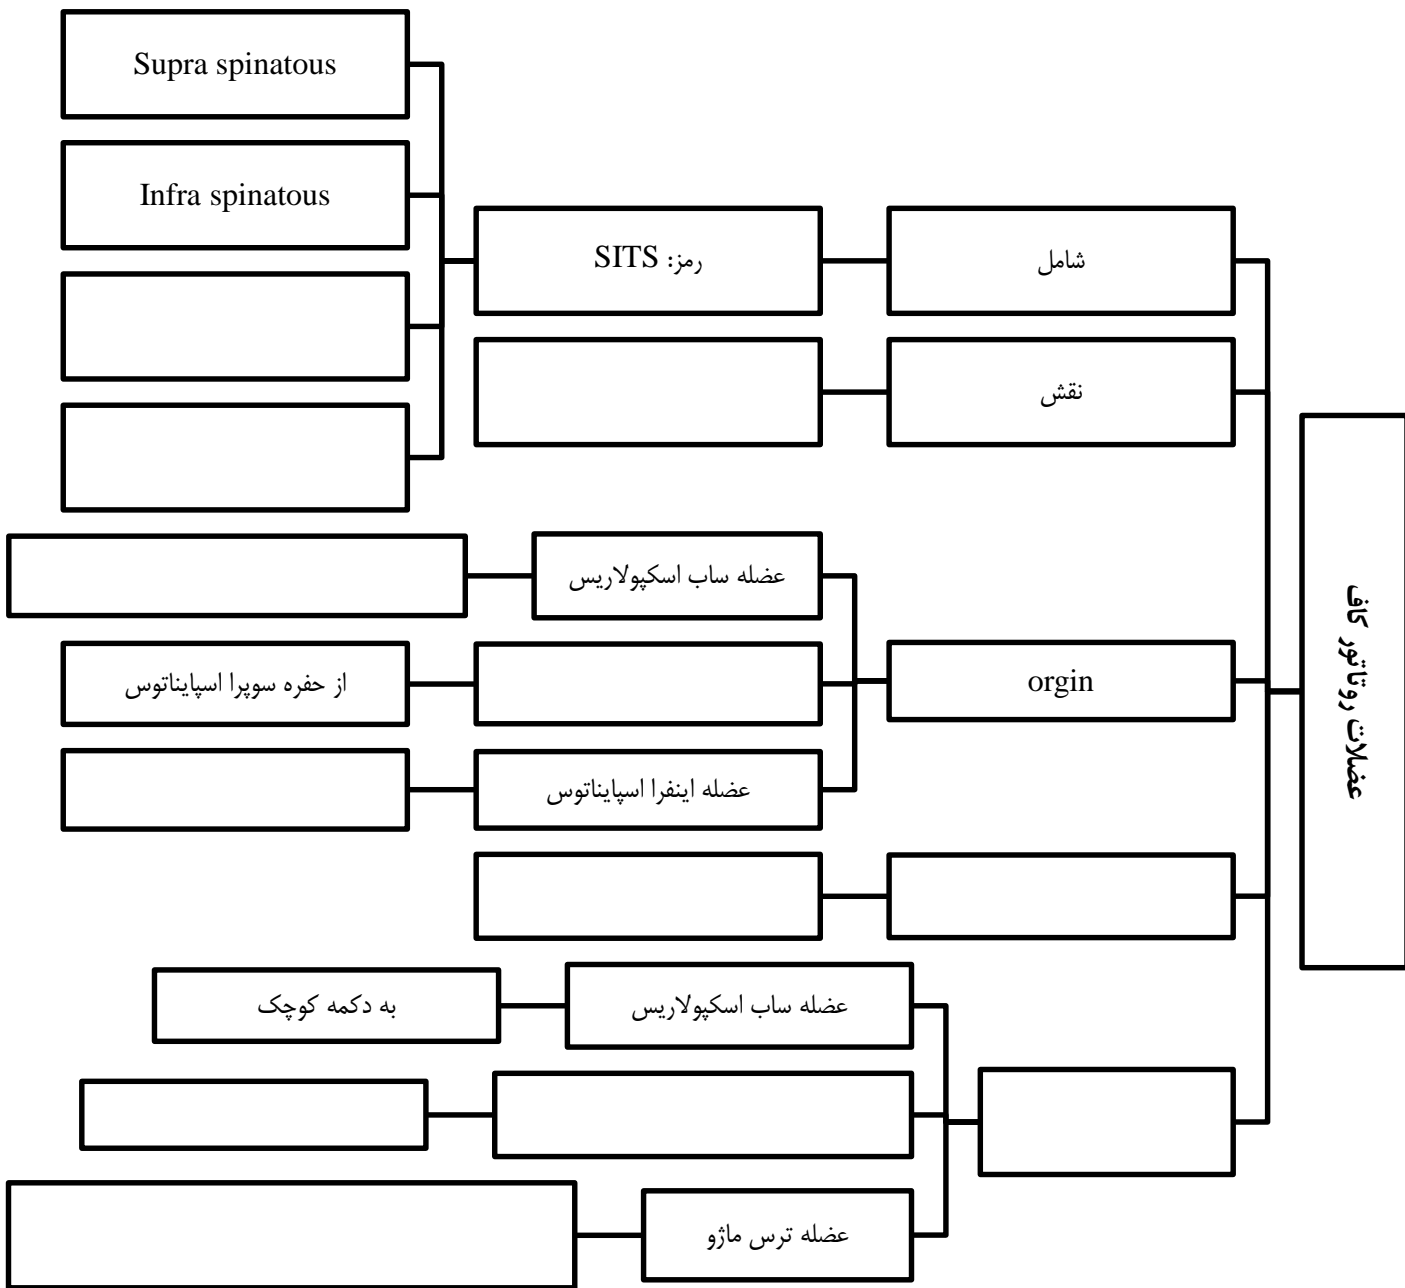 عضلات روتاتور کاف
شامل
رمز: SITS
Supra spinatous
Infra spinatous
نقش
orgin
عضله ساب اسکپولاریس
از حفره سوپرا اسپایناتوس
عضله اینفرا اسپایناتوس
عضله ساب اسکپولاریس
به دکمه کوچک
عضله ترس ماژو